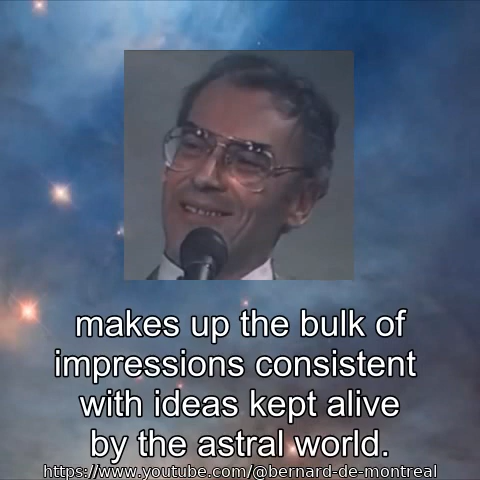 makes up the bulk of
impressions consistent
with ideas kept alive
by the astral world.
https://www.youtube.com/@bernard-de-montreal